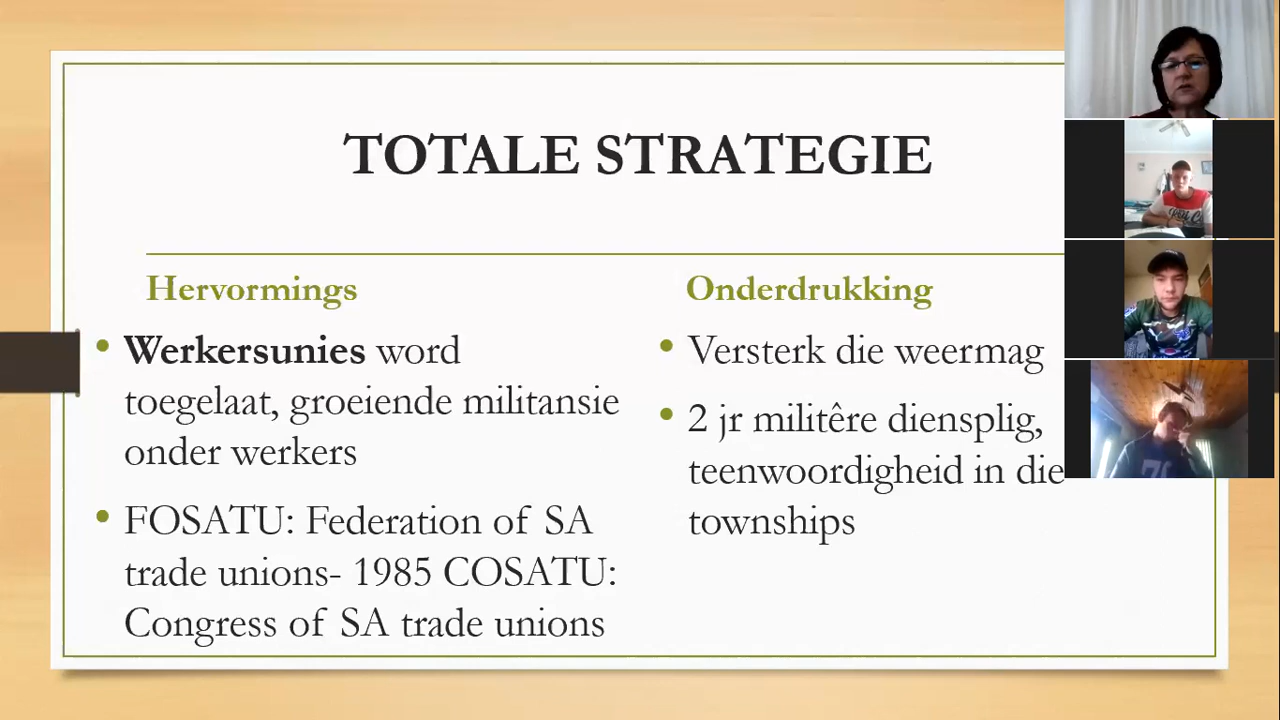 TOTALE STRATEGIE
Hervormings
Werkersunies word
toegelaat, groeiende militansie
onder werkers
FOSATU: Federation of SA
trade unions- 1985 COSATU:
Congress of SA trade unions
Onderdrukking
Versterk die weermag
2 jr militêre diensplig,
teenwoordigheid in die
townships